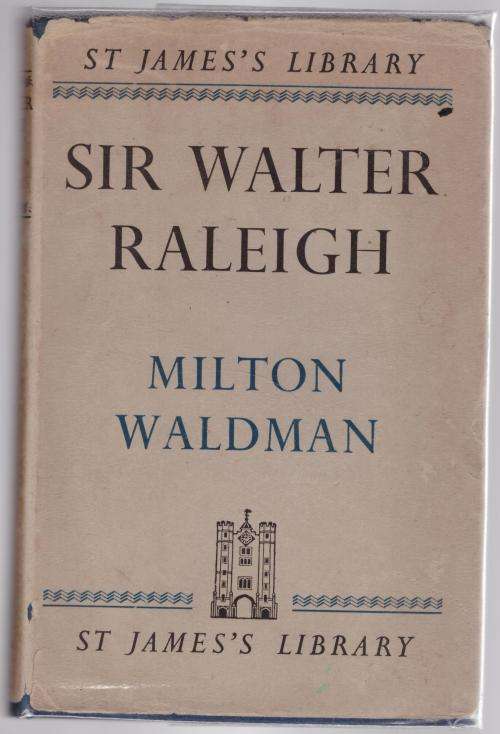 ST JAMES'S LIBRARY
SIR WALTER
RALEIGH
MILTON
WALDMAN
ST JAMES'S LIBRARY